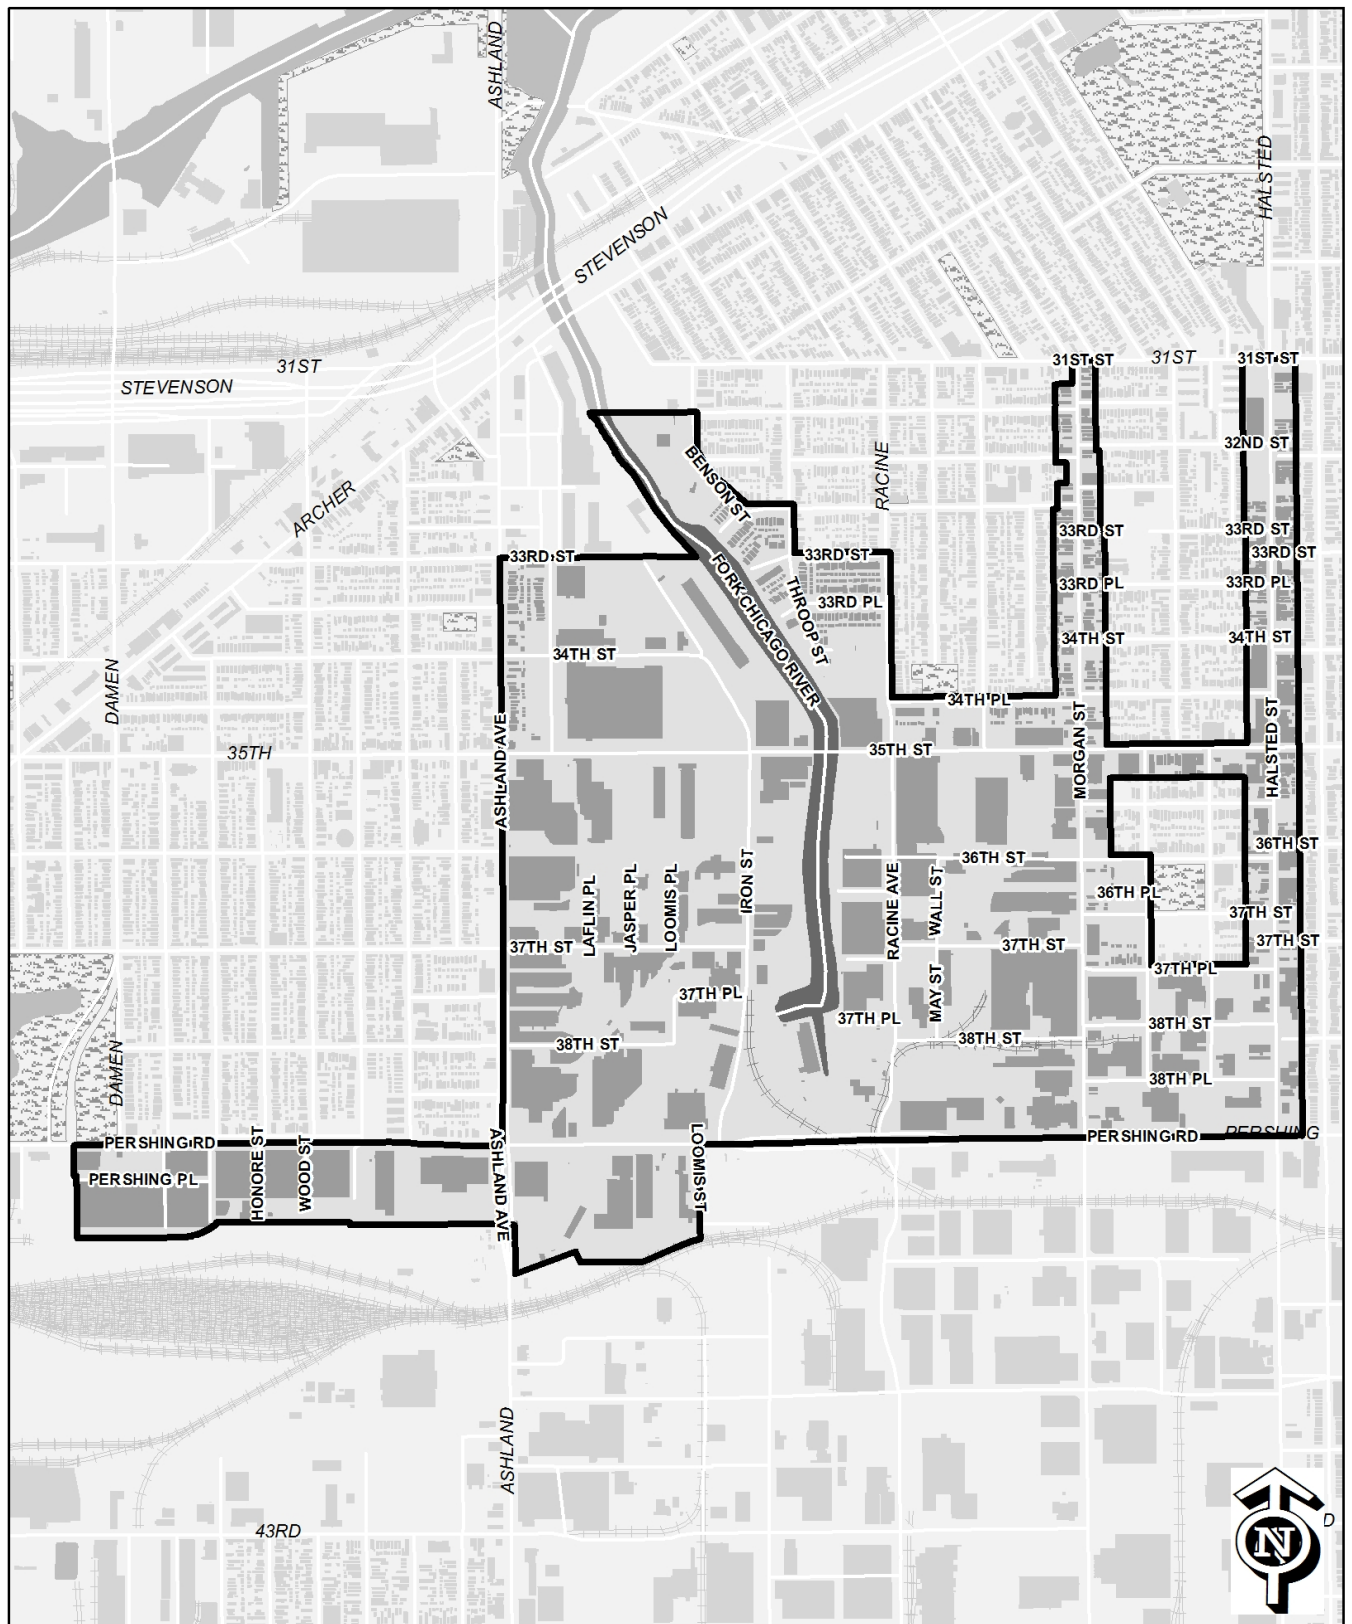 ASHLAND
HALSTED
STEVENSON
31ST
STEVENSON
31ST ST
31ST
31ST ST
BENSON ST
RACINE
32ND ST
ARCHER
33RD ST
33RD ST
33RD ST
33RD ST
33RD ST
FORK CHICAGO RIVER
THROOP ST
33RD PL
33RD PL
33RD PL
34TH ST
34TH ST
34TH ST
DAMEN
34TH PL
ASHLAND AVE
MORGAN ST
HALSTED ST
35TH
35TH ST
36TH ST
36TH ST
LAFLIN PL
JASPER PL
LOOMIS PL
IRON ST
RACINE AVE
WALL ST
36TH PL
37TH ST
37TH ST
37TH ST
37TH ST
37TH PL
37TH PL
MAY ST
37TH PL
38TH ST
38TH ST
38TH ST
DAMEN
38TH PL
PERSHING RD
HONORE ST
WOOD ST
ASHLAND AVE
LOOMIS ST
PERSHING RD
PERSHING
PERSHING PL
ASHLAND
43RD
D
N